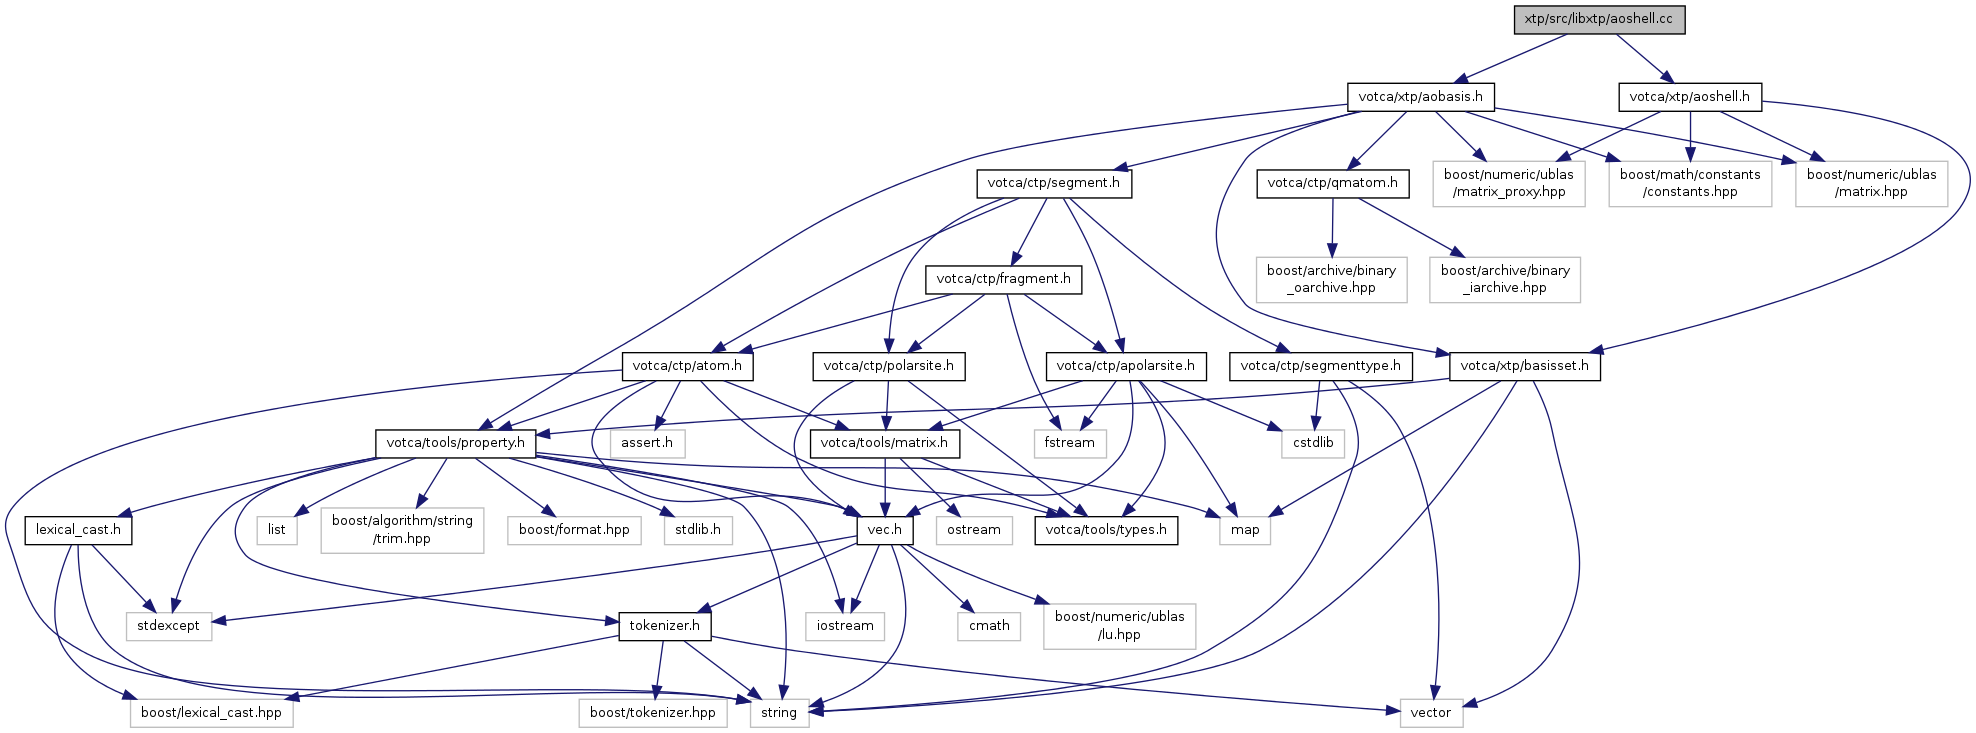 xtp/src/libxtp/aoshell.cc
votca/xtp/aobasis.h
votca/xtp/aoshell.h
votca/ctp/segment.h
votca/ctp/qmatom.h
boost/numeric/ublas
/matrix_proxy.hpp
boost/math/constants
/constants.hpp
boost/numeric/ublas
/matrix.hpp
votca/ctp/fragment.h
boost/archive/binary
_oarchive.hpp
boost/archive/binary
_iarchive.hpp
votca/ctp/atom.h
votca/ctp/polarsite.h
votca/ctp/apolarsite.h
votca/ctp/segmenttype.h
votca/xtp/basisset.h
votca/tools/property.h
assert.h
votca/tools/matrix.h
fstream
cstdlib
lexical_cast.h
list
boost/algorithm/string
/trim.hpp
boost/format.hpp
stdlib.h
vec.h
ostream
votca/tools/types.h
map
stdexcept
tokenizer.h
iostream
cmath
boost/numeric/ublas
/lu.hpp
boost/lexical_cast.hpp
boost/tokenizer.hpp
string
vector